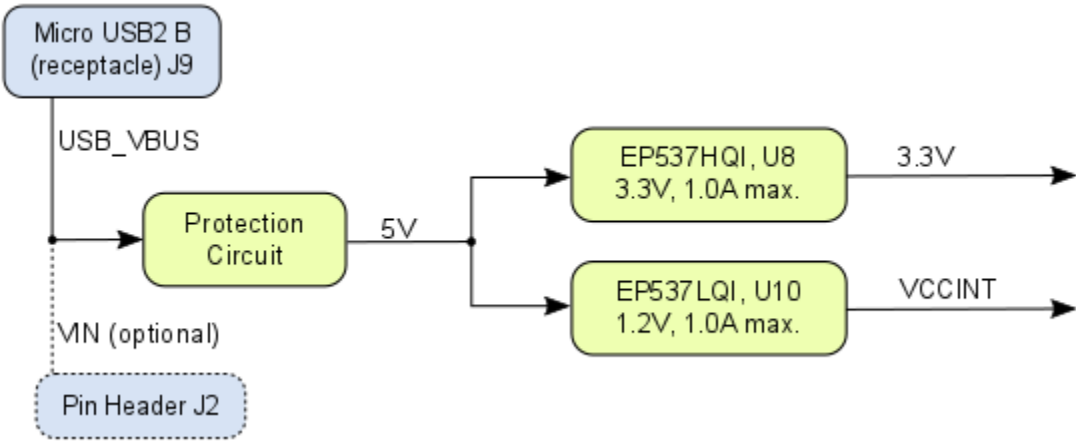 Micro USB2 B
(receptacle) J9
USB_VBUS
EP537HQI, U8
3.3V, 1.0A max.
3.3V
Protection
Circuit
5V
EP537LQI, U10
1.2V, 1.0A max.
VCCINT
VIN (optional)
Pin Header J2